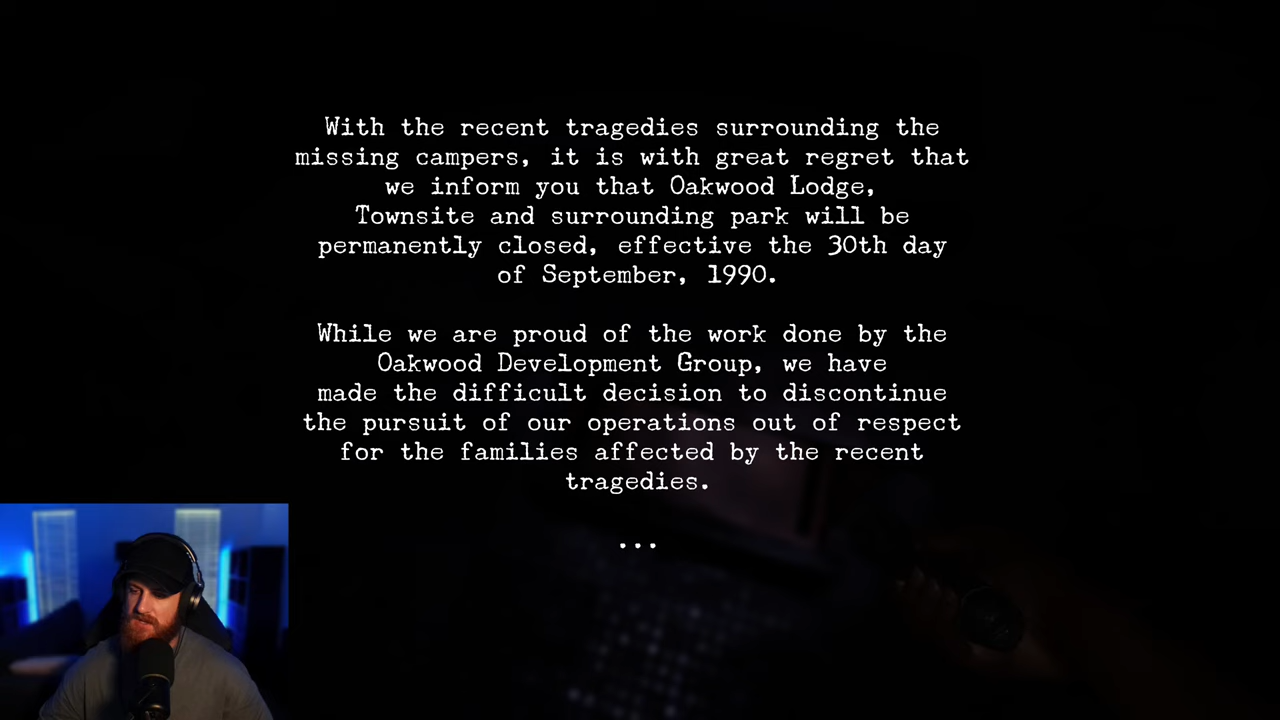 With the recent tragedies surrounding the
missing campers, it is with great regret that
we inform you that Oakwood Lodge,
Townsite and surrounding park will be
permanently closed, effective the 30th day
of September, 1990.
While we are proud of the work done by the
Oakwood Development Group, we have
made the difficult decision to discontinue
the pursuit of our operations out of respect
for the families affected by the recent
tragedies.
...